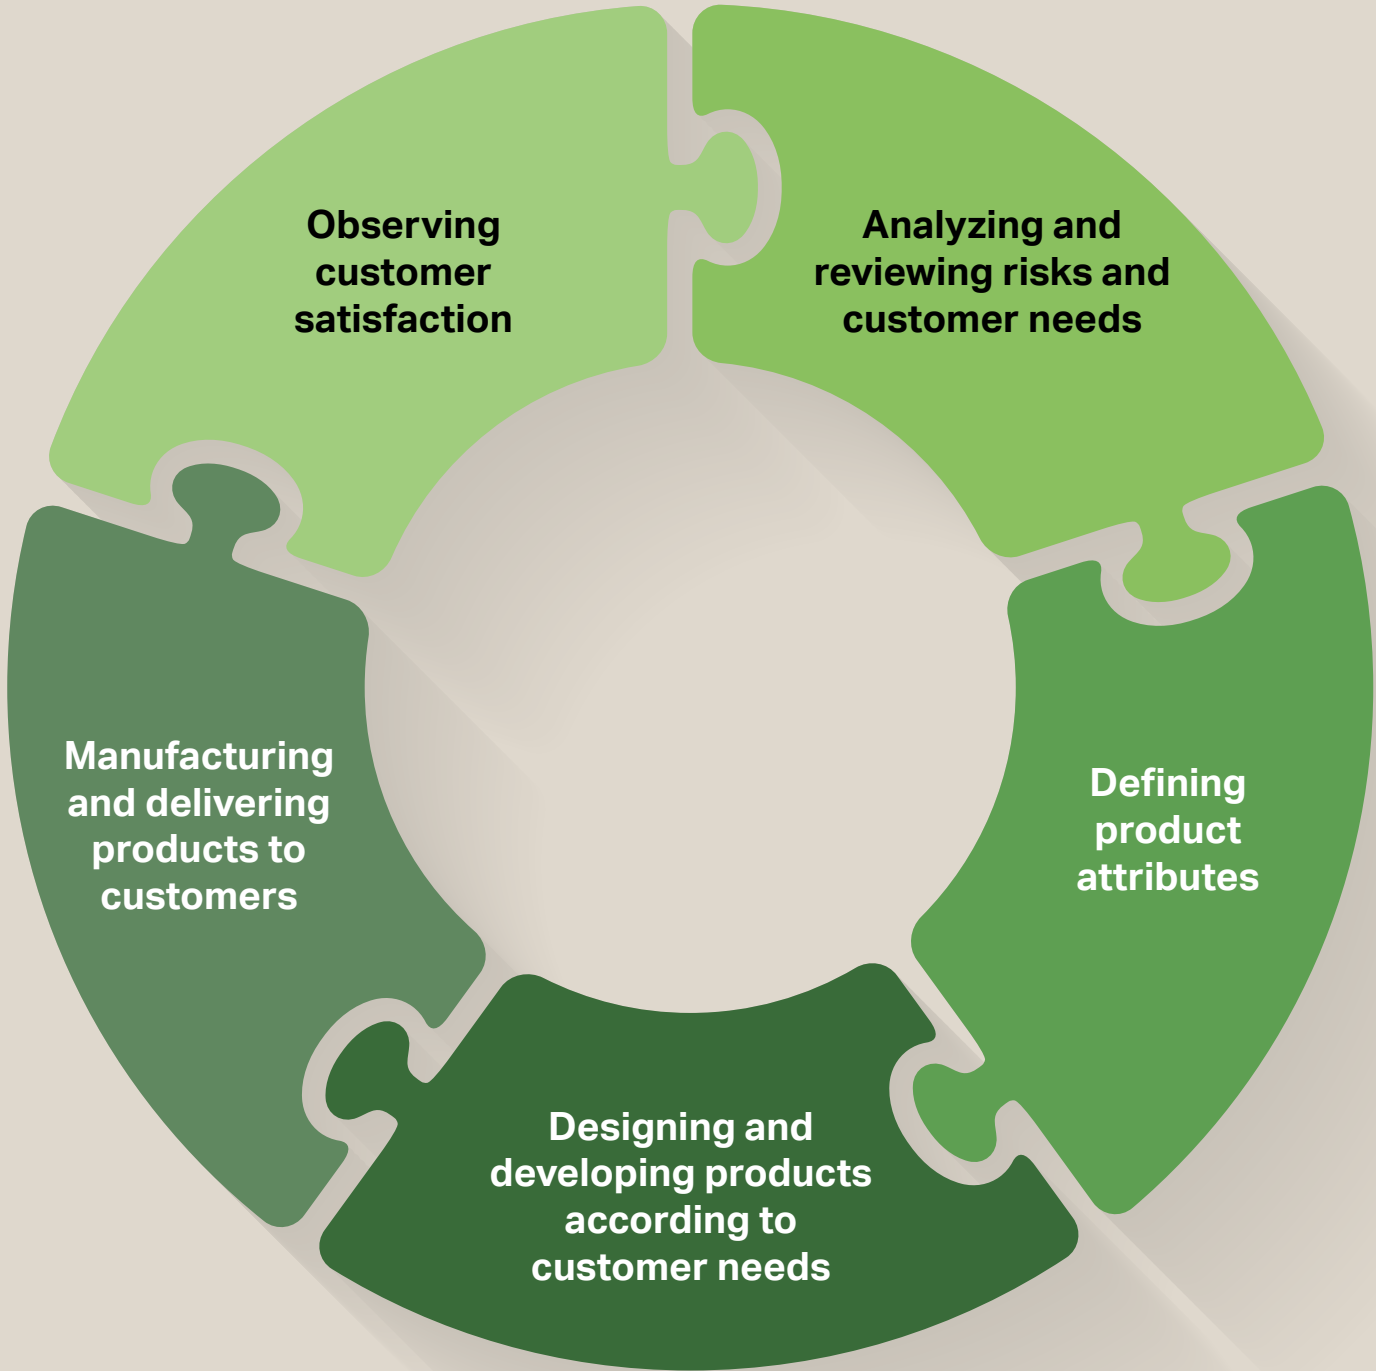 Observing
customer
satisfaction
Analyzing and
reviewing risks and
customer needs
Defining
product
attributes
Designing and
developing products
according to
customer needs
Manufacturing
and delivering
products to
customers